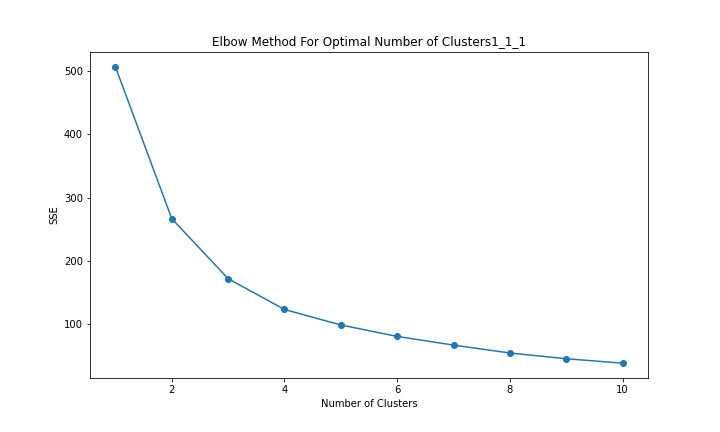 Elbow Method For Optimal Number of Clusters1_1_1
500
400
300
200
100
SSE
2 4 6 8 10
Number of Clusters